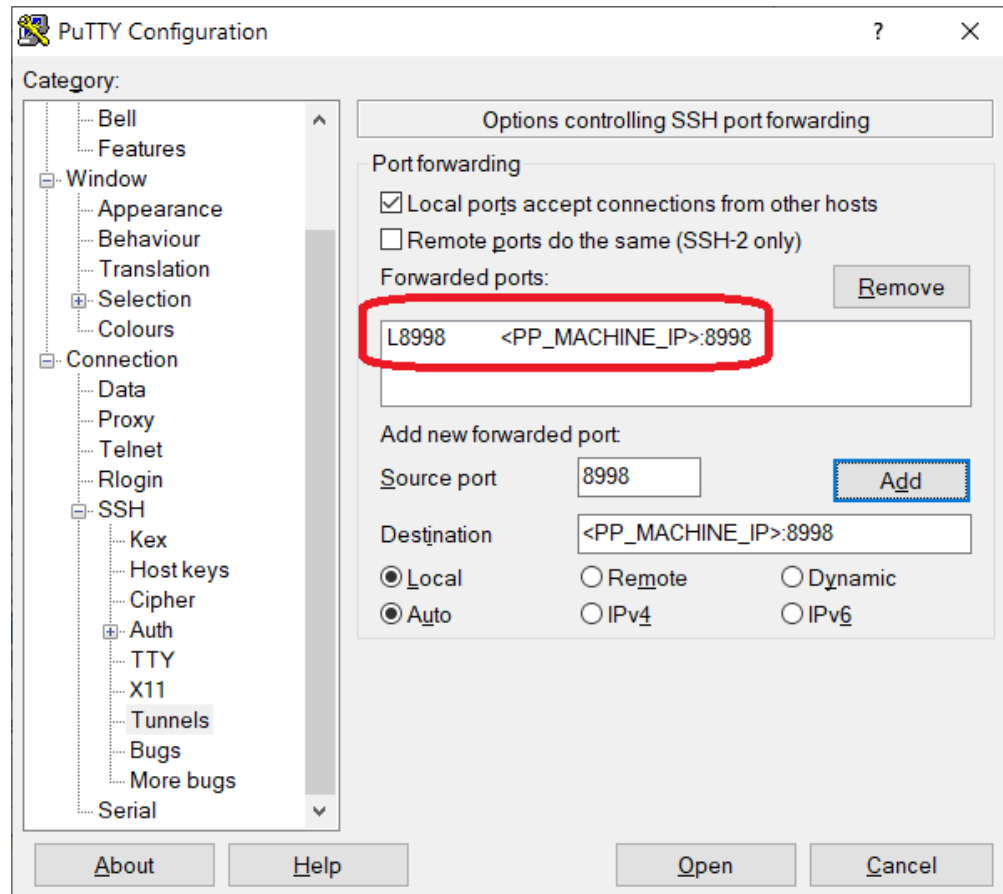 PuTTY Configuration
?
Category:
Bell
Features
Window
Appearance
Behaviour
Translation
Selection
Colours
Connection
Data
Proxy
Telnet
Rlogin
SSH
Kex
Host keys
Cipher
Auth
TTY
X11
Tunnels
Bugs
More bugs
Serial
Options controlling SSH port forwarding
Port forwarding
Local ports accept connections from other hosts
Remote ports do the same (SSH-2 only)
Forwarded ports:
Remove
L8998 <PP_MACHINE_IP>:8998
Add new forwarded port:
Source port 8998 Add
Destination <PP_MACHINE_IP>:8998
Local Remote Dynamic
Auto IPv4 IPv6
About Help Open Cancel